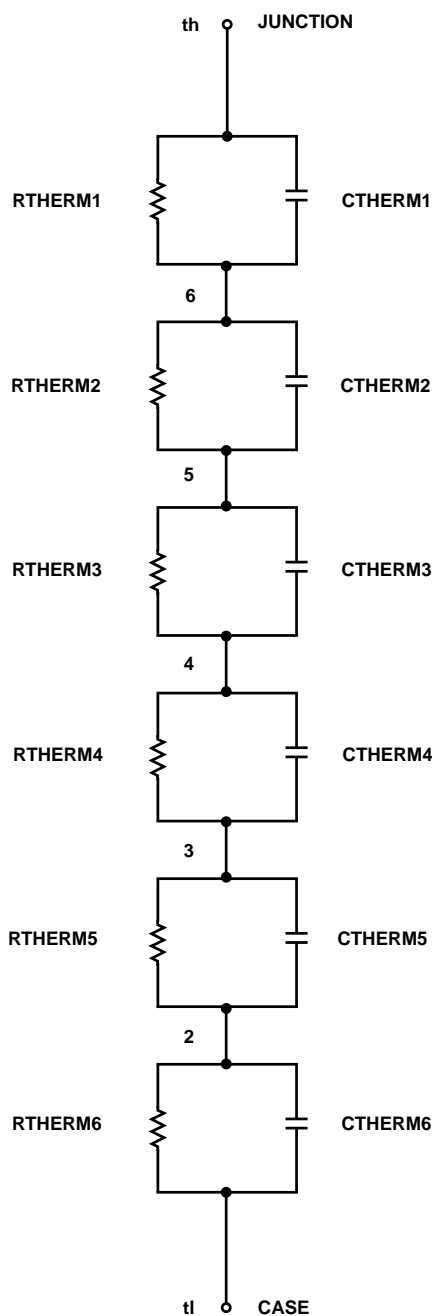 th JUNCTION
RTHERM1 CTHERM1
6
RTHERM2 CTHERM2
5
RTHERM3 CTHERM3
4
RTHERM4 CTHERM4
3
RTHERM5 CTHERM5
2
RTHERM6 CTHERM6
tl CASE